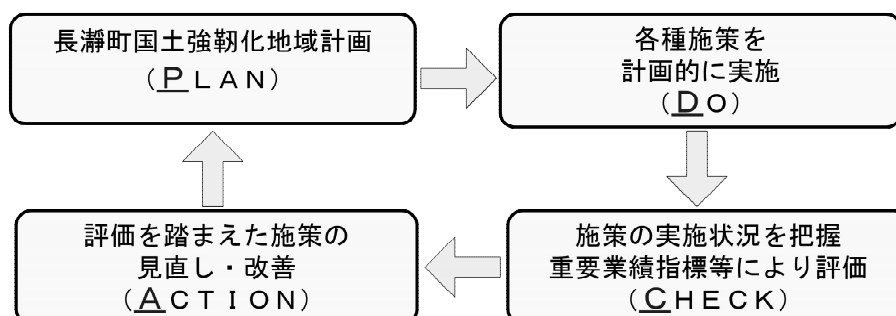 長瀞町国土強靱化地域計画
（ＰＬＡＮ）
各種施策を
計画的に実施
（ＤＯ）
施策の実施状況を把握
重要業績指標等により評価
（ＣＨＥＣＫ）
評価を踏まえた施策の
見直し・改善
（ＡＣＴＩＯＮ）